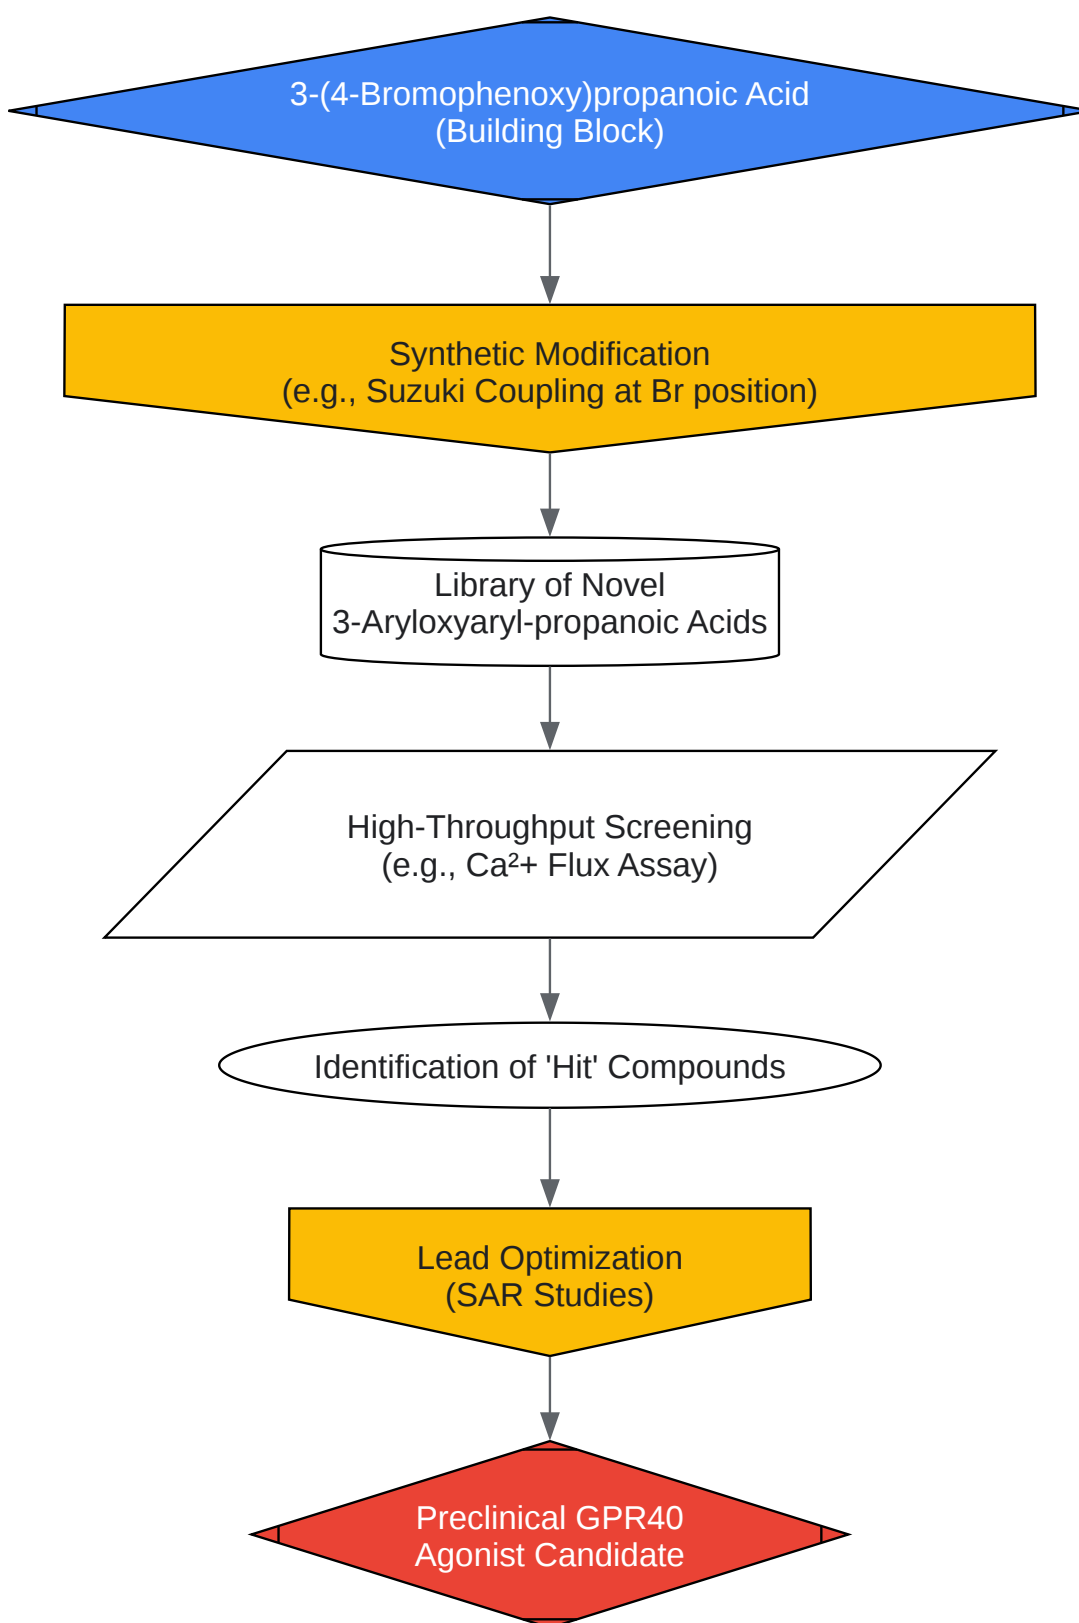 3-(4-Bromophenoxy)propanoic Acid
(Building Block)
Synthetic Modification
(e.g., Suzuki Coupling at Br position)
Library of Novel
3-Aryloxyaryl-propanoic Acids
High-Throughput Screening
(e.g., Ca²+ Flux Assay)
Identification of 'Hit' Compounds
Lead Optimization
(SAR Studies)
Preclinical GPR40
Agonist Candidate